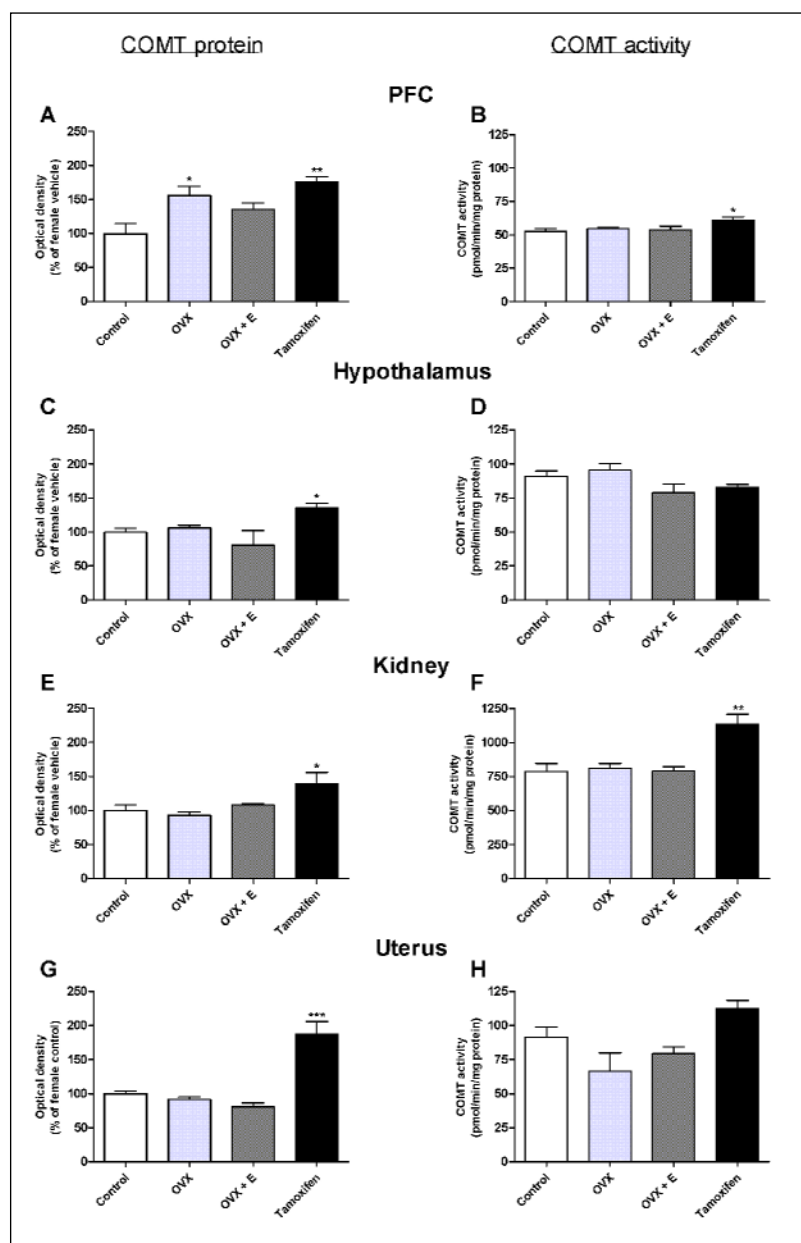 COMT protein COMT activity
PFC
A
250
200
150
100
50
0
Optical density
(% of female vehicle)
*
**
Control
OVX
OVX + E
Tamoxifen
B
125
100
75
50
25
0
COMT activity
(pmol/min/mg protein)
*
Control
OVX
OVX + E
Tamoxifen
Hypothalamus
C
250
200
150
100
50
0
Optical density
(% of female vehicle)
*
Control
OVX
OVX + E
Tamoxifen
D
125
100
75
50
25
0
COMT activity
(pmol/min/mg protein)
Control
OVX
OVX + E
Tamoxifen
Kidney
E
250
200
150
100
50
0
Optical density
(% of female vehicle)
*
Control
OVX
OVX + E
Tamoxifen
F
1250
1000
750
500
250
0
COMT activity
(pmol/min/mg protein)
**
Control
OVX
OVX + E
Tamoxifen
Uterus
G
250
200
150
100
50
0
Optical density
(% of female control)
***
Control
OVX
OVX + E
Tamoxifen
H
125
100
75
50
25
0
COMT activity
(pmol/min/mg protein)
Control
OVX
OVX + E
Tamoxifen